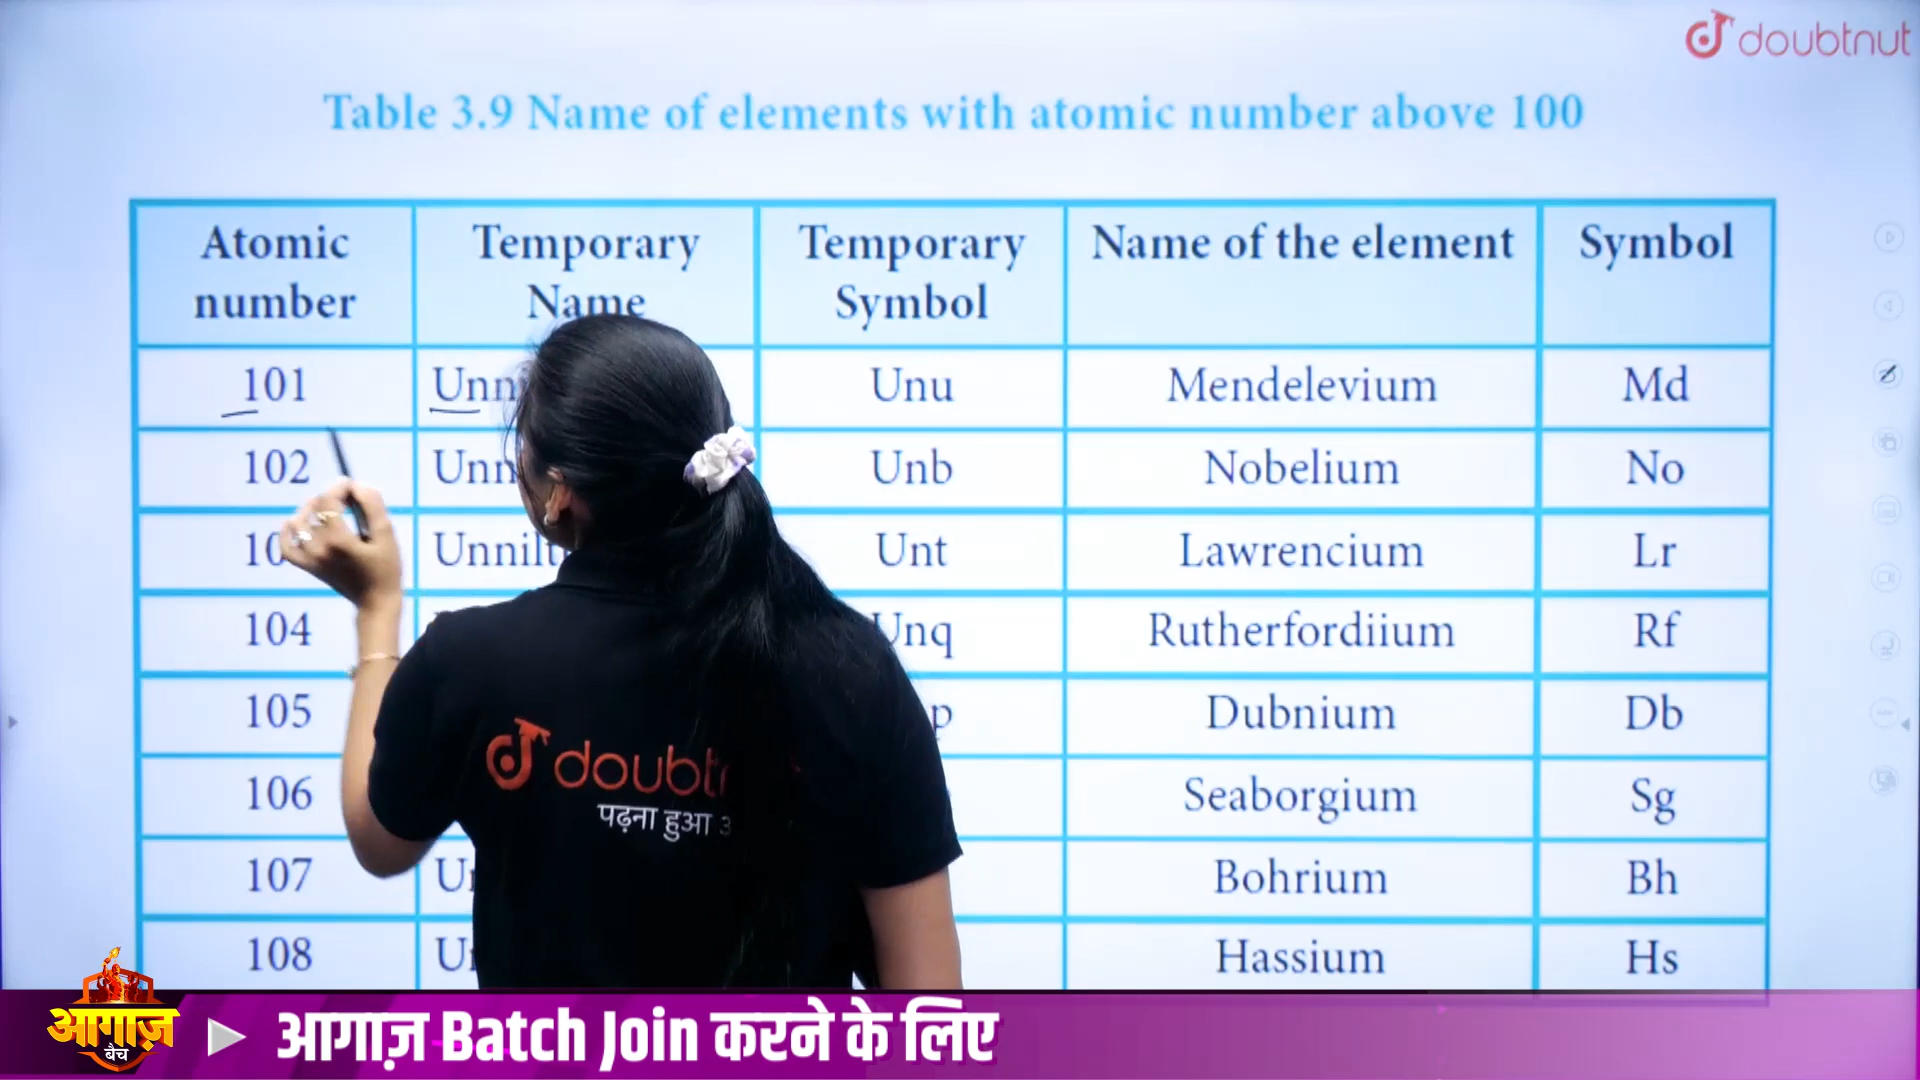 doubtnut
Table 3.9 Name of elements with atomic number above 100
Atomic number Temporary Name Temporary Symbol Name of the element Symbol
101 Unu Mendelevium Md
102 Unb Nobelium No
Unt Lawrencium Lr
104 Unq Rutherfordiium Rf
105 Dubnium Db
106 Seaborgium Sg
107 Bohrium Bh
108 Hassium Hs
पढ़ना हुआ
आगाज़
बैच
आगाज़ Batch Join करने के लिए